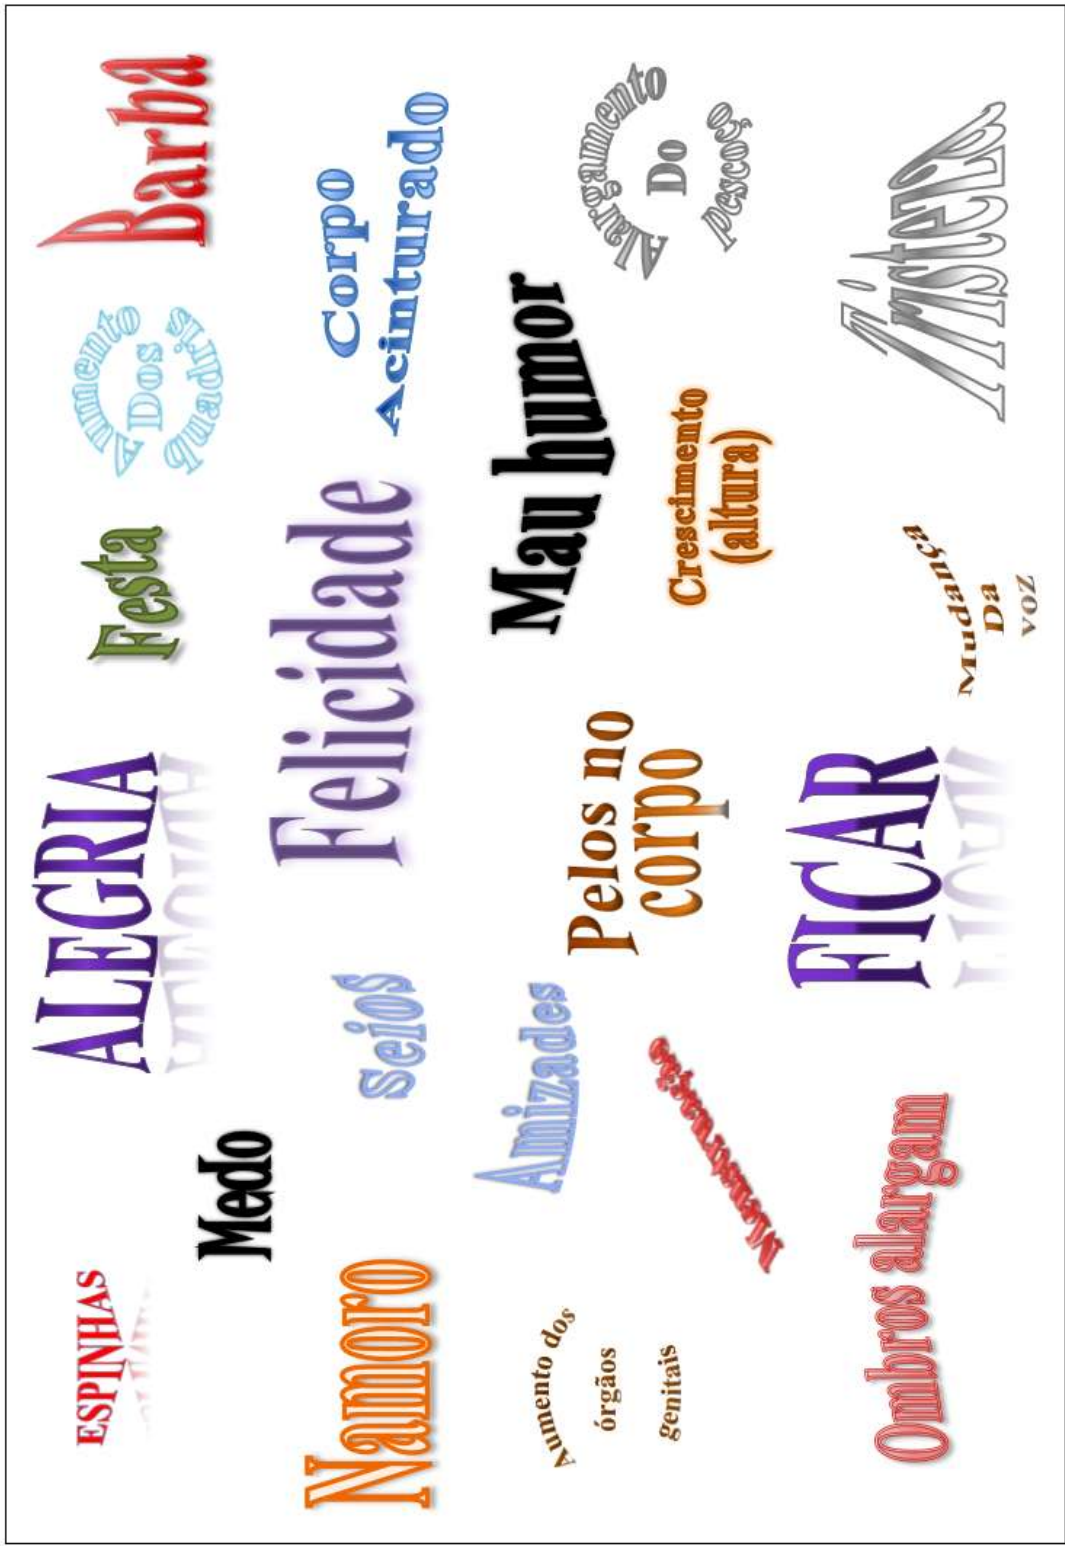 ESPINHAS
ALEGRIA
Festa
Aumento
Dos
quadris
Barba
Medo
Namoro
Seios
Felicidade
Corpo
Acinturado
Amizades
Mau humor
Aumento dos
órgãos
genitais
Menstruação
Pelos no
corpo
Crescimento
(altura)
Alargamento
Do
pescoço
Ombros alargam
FICAR
Mudança
Da
voz
Tristeza